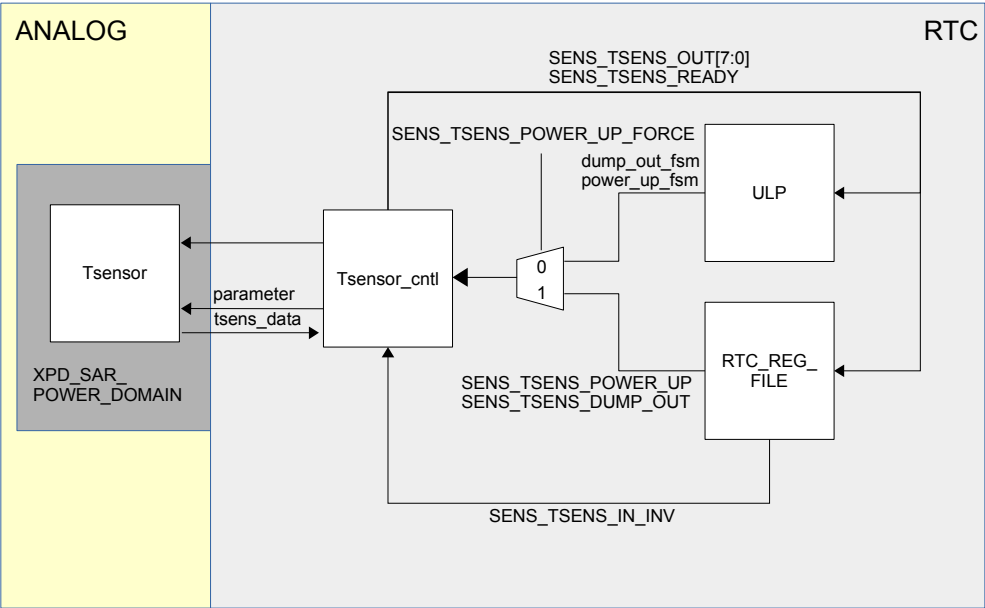 ANALOG
RTC
SENS_TSENS_OUT[7:0]
SENS_TSENS_READY
SENS_TSENS_POWER_UP_FORCE
dump_out_fsm
power_up_fsm
ULP
Tsensor
Tsensor_cntl
0
1
parameter
tsens_data
XPD_SAR_
POWER_DOMAIN
RTC_REG_
FILE
SENS_TSENS_POWER_UP
SENS_TSENS_DUMP_OUT
SENS_TSENS_IN_INV